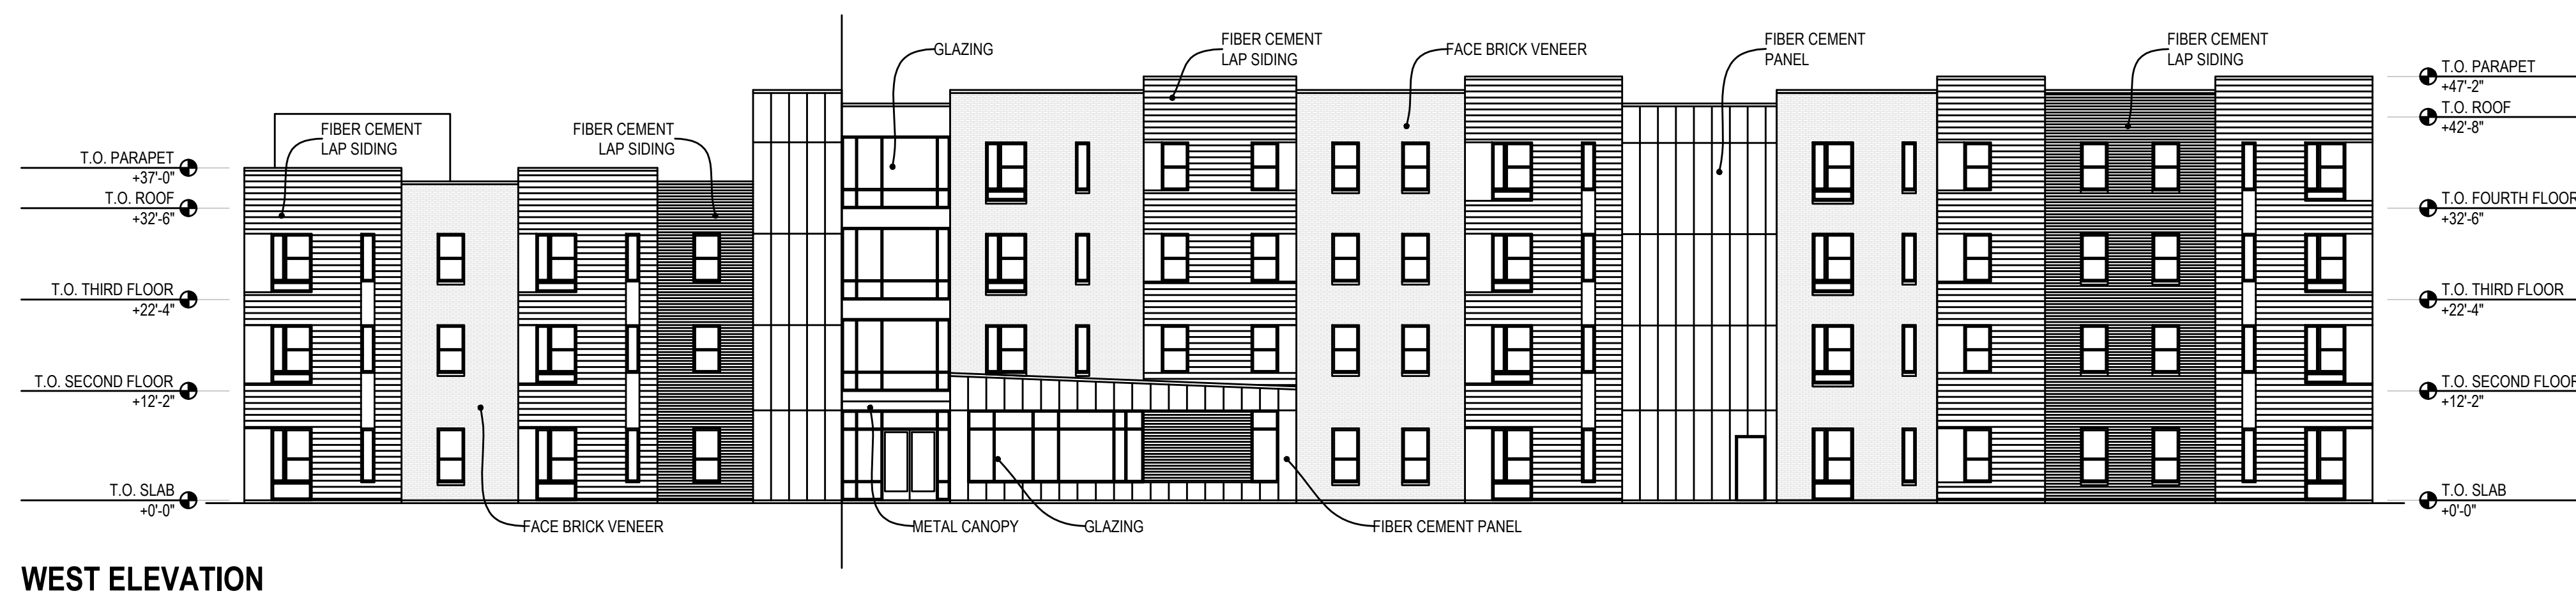 GLAZING
FIBER CEMENT
LAP SIDING
FACE BRICK VENEER
FIBER CEMENT
PANEL
FIBER CEMENT
LAP SIDING
T.O. PARAPET
+47'-2"
T.O. ROOF
+42'-8"
FIBER CEMENT
LAP SIDING
FIBER CEMENT
LAP SIDING
T.O. PARAPET
+37'-0"
T.O. ROOF
+32'-6"
T.O. FOURTH FLOOR
+32'-6"
T.O. THIRD FLOOR
+22'-4"
T.O. THIRD FLOOR
+22'-4"
T.O. SECOND FLOOR
+12'-2"
T.O. SECOND FLOOR
+12'-2"
T.O. SLAB
+0'-0"
T.O. SLAB
+0'-0"
FACE BRICK VENEER
METAL CANOPY
GLAZING
FIBER CEMENT PANEL
WEST ELEVATION